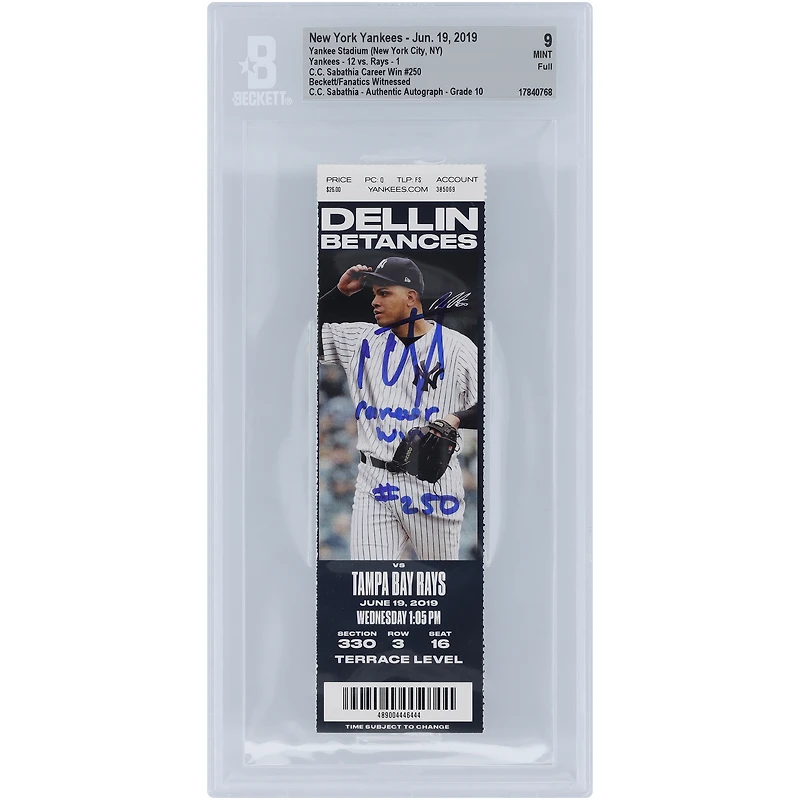 New York Yankees - Jun. 19, 2019
Yankee Stadium (New York City, NY)
Yankees - 12 vs. Rays - 1
C.C. Sabathia Career Win #250
Beckett/Fanatics Witnessed
C.C. Sabathia - Authentic Autograph - Grade 10
9
MINT
Full
17840768
B
BECKETT
PRICE PC: Q TLP: FS ACCOUNT
$26.00 YANKEES.COM 385069
DELLIN
BETANCES
career
win
#250
VS
TAMPA BAY RAYS
JUNE 19, 2019
WEDNESDAY 1:05 PM
SECTION ROW SEAT
330 3 16
TERRACE LEVEL
489004446444
TIME SUBJECT TO CHANGE